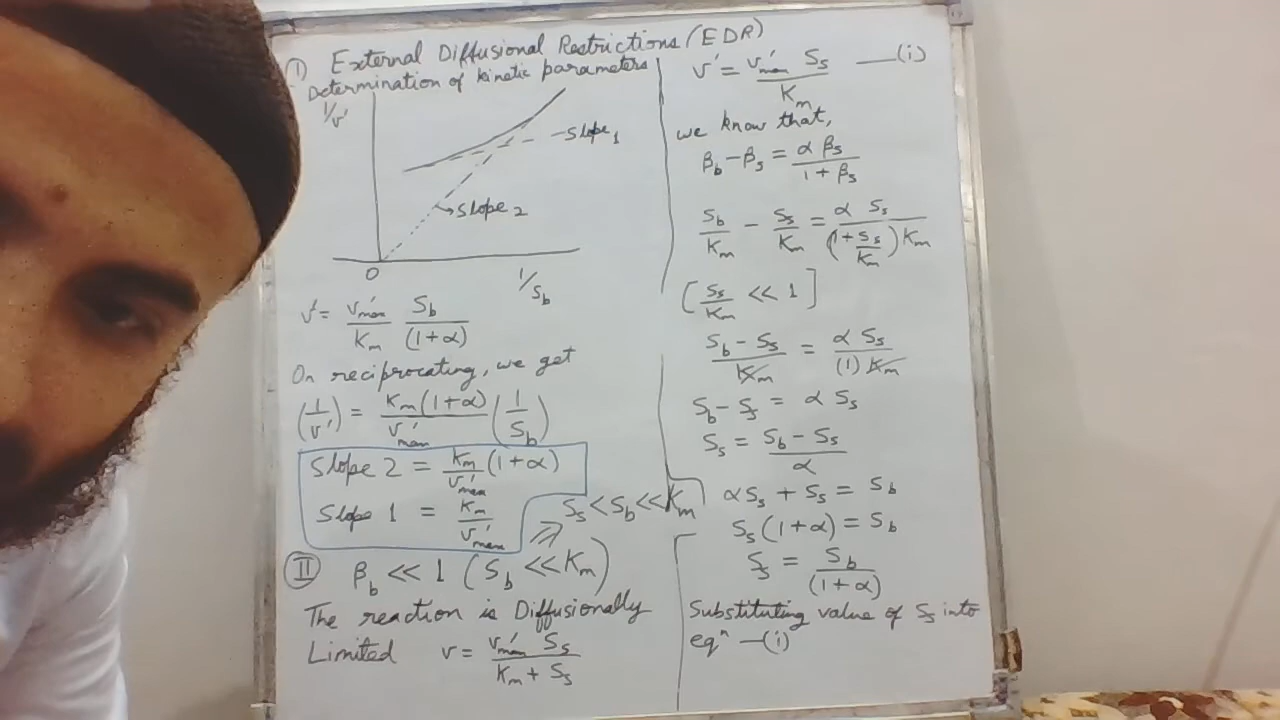 ① External Diffusional Restrictions (EDR)
Determination of kinetic parameters
1/v'
-Slope1
Slope2
0
1/Sb
v' = v'max/Km Sb/(1+α)
On reciprocating, we get
(1/v') = Km(1+α)/v'max (1/Sb)
Slope 2 = Km/v'max (1+α)
Slope 1 = Km/v'max
Ss < Sb << Km
Ⅱ βb << 1 (Sb << Km)
The reaction is Diffusionally
Limited v = v'max Ss / Km + Ss
v' = v'max Ss / Km —(i)
we know that,
βb - βs = α βs / 1 + βs
Sb/Km - Ss/Km = α Ss / (1 + Ss/Km) Km
[Ss/Km << 1]
Sb - Ss / Km = α Ss / (1) Km
Sb - Ss = α Ss
Ss = Sb - Ss / α
αSs + Ss = Sb
Ss (1+α) = Sb
Ss = Sb / (1+α)
Substituting value of Ss into
eqn —(i)